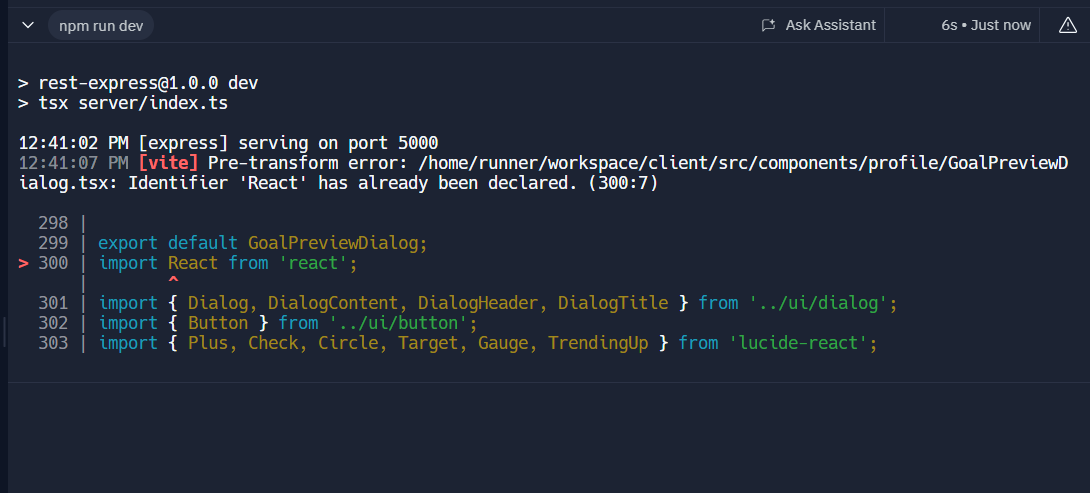 npm run dev
Ask Assistant
6s • Just now
> rest-express@1.0.0 dev
> tsx server/index.ts
12:41:02 PM [express] serving on port 5000
12:41:07 PM [vite] Pre-transform error: /home/runner/workspace/client/src/components/profile/GoalPreviewD
ialog.tsx: Identifier 'React' has already been declared. (300:7)
298 |
299 | export default GoalPreviewDialog;
> 300 | import React from 'react';
| ^
301 | import { Dialog, DialogContent, DialogHeader, DialogTitle } from '../ui/dialog';
302 | import { Button } from '../ui/button';
303 | import { Plus, Check, Circle, Target, Gauge, TrendingUp } from 'lucide-react';